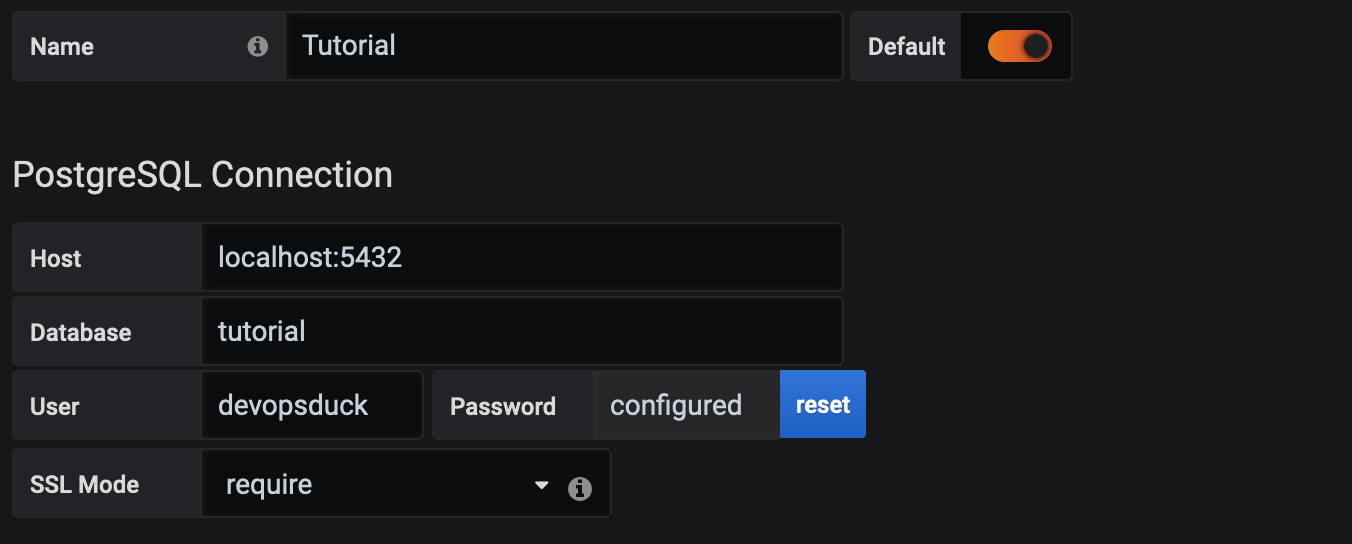 Name Tutorial Default
PostgreSQL Connection
Host localhost:5432
Database tutorial
User devopsduck Password configured reset
SSL Mode require